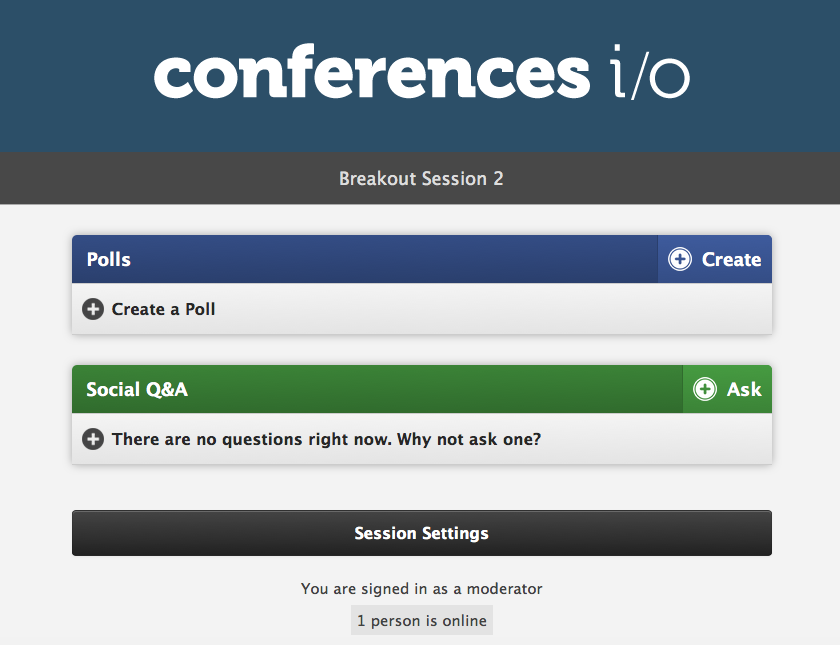 conferences i/o
Breakout Session 2
Polls
Create
Create a Poll
Social Q&A
Ask
There are no questions right now. Why not ask one?
Session Settings
You are signed in as a moderator
1 person is online